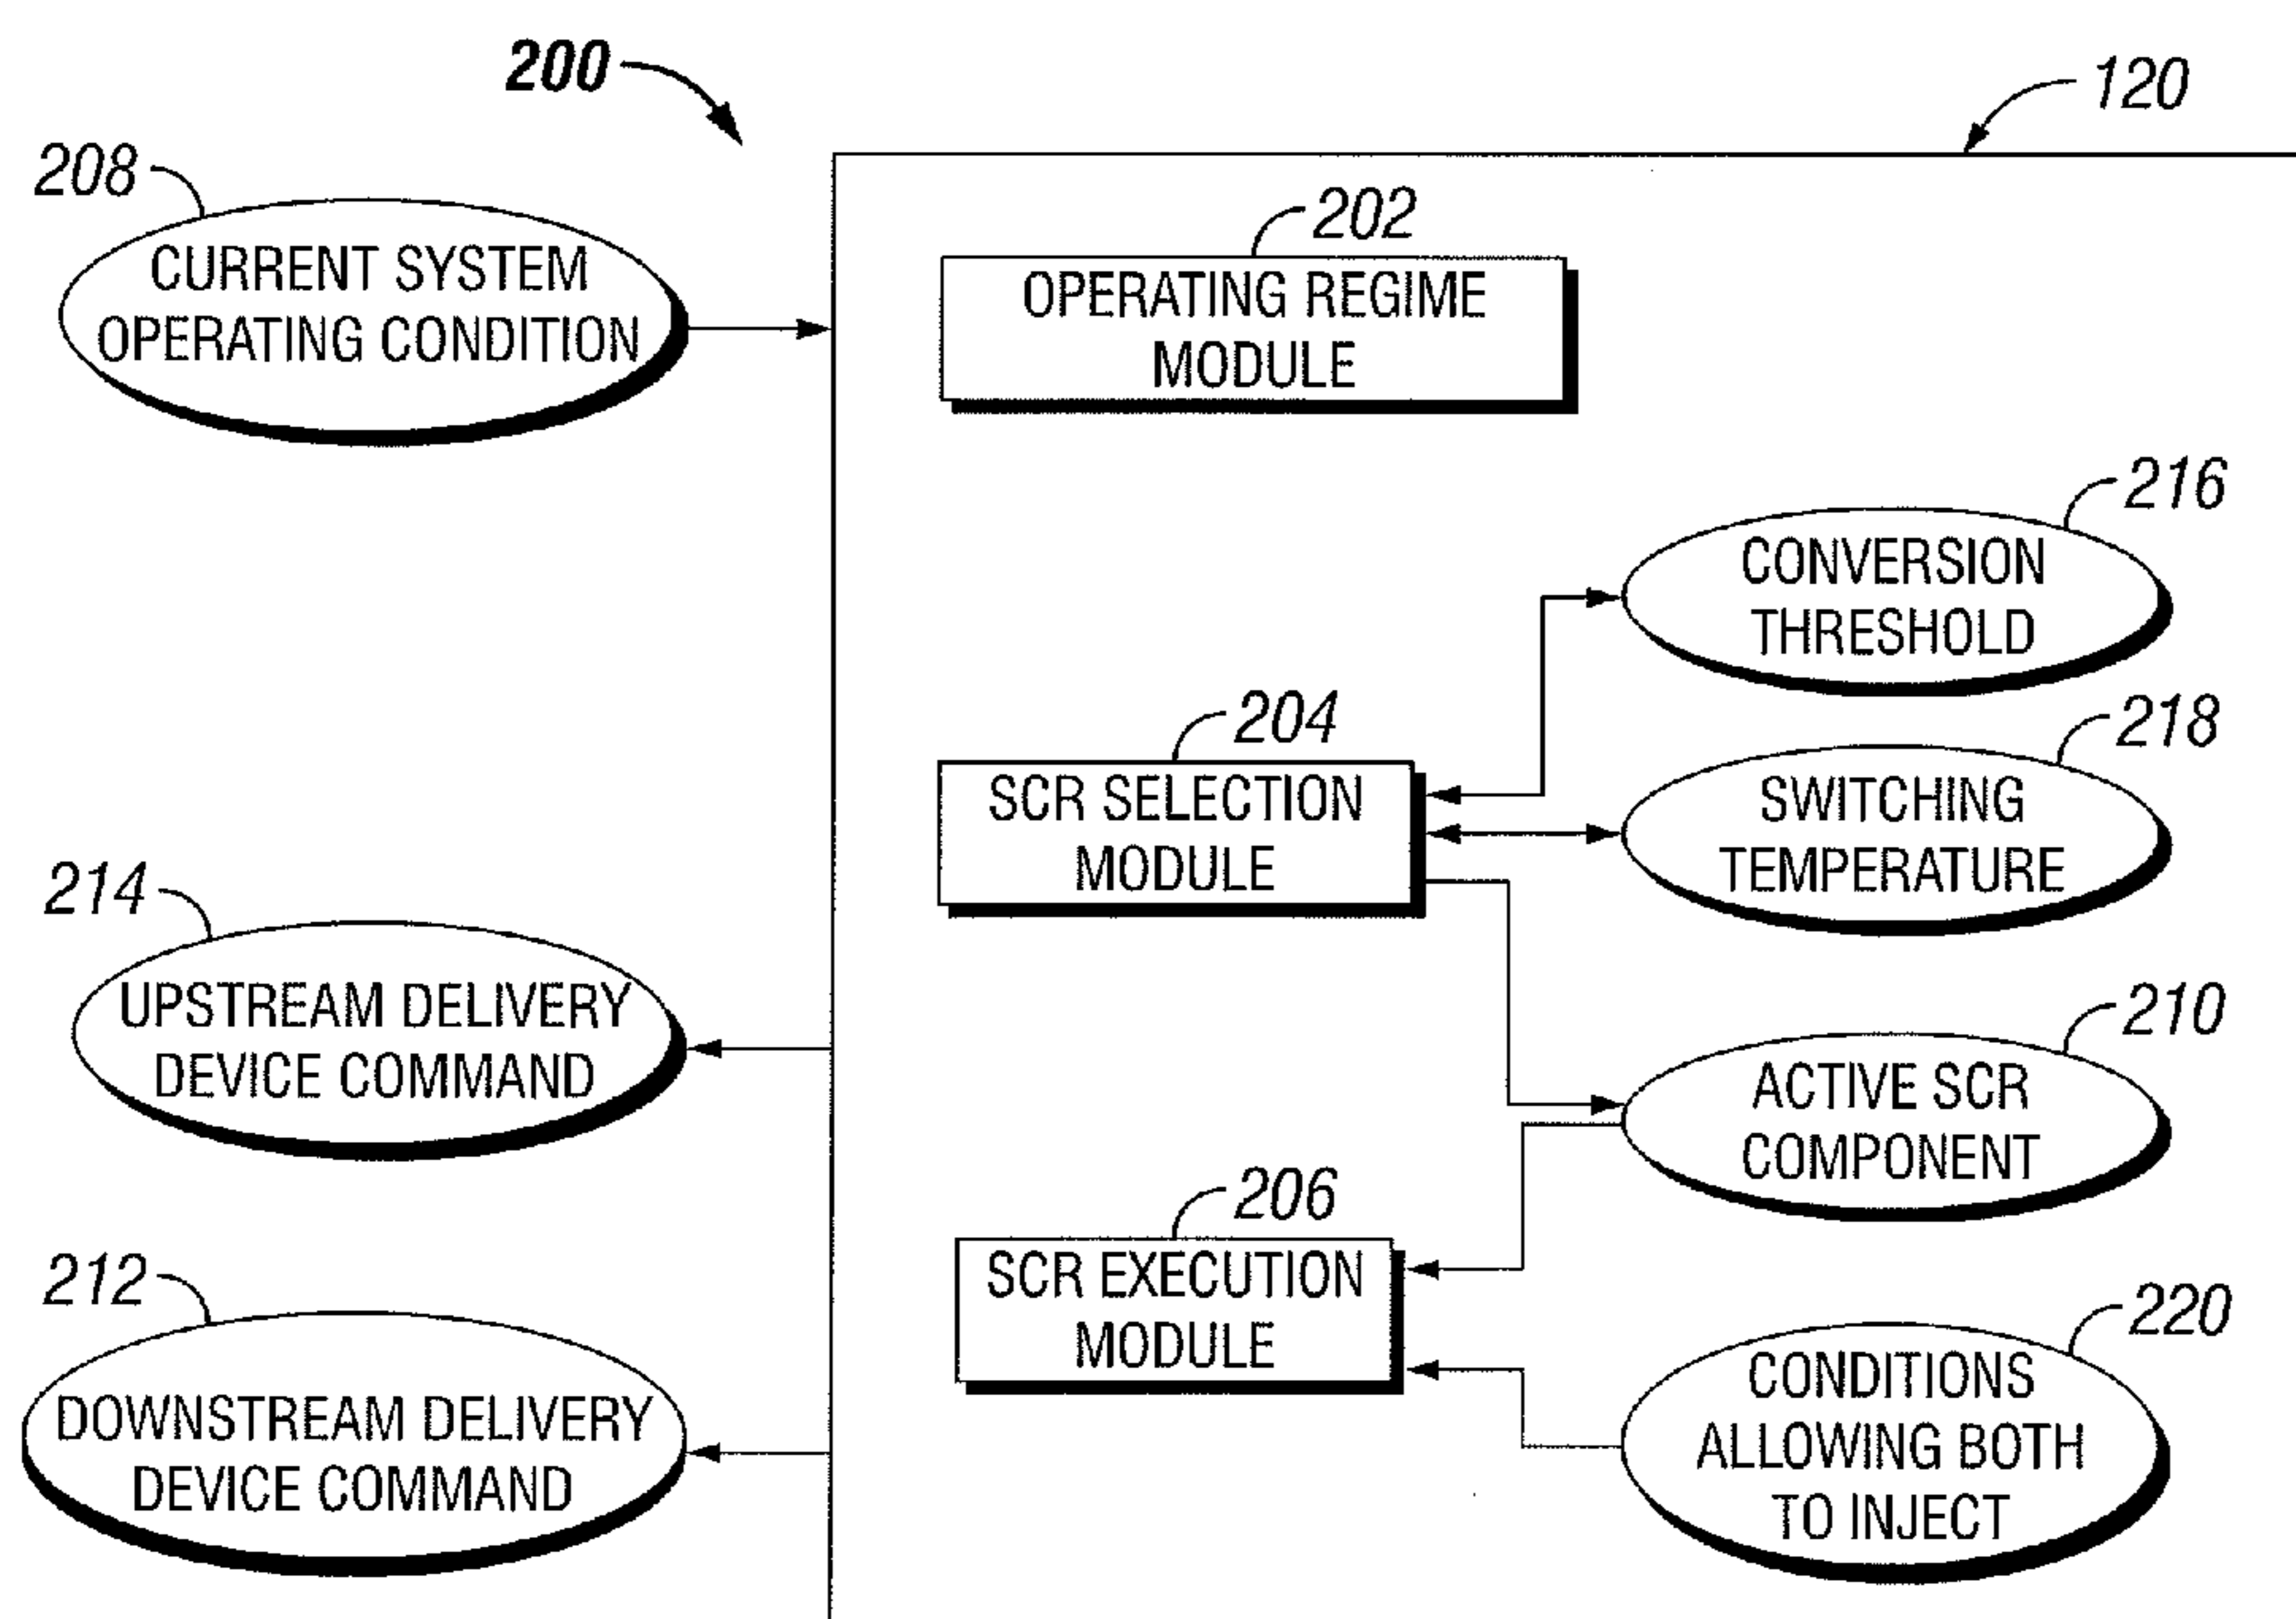 200
120
208
CURRENT SYSTEM
OPERATING CONDITION
202
OPERATING REGIME
MODULE
216
CONVERSION
THRESHOLD
204
SCR SELECTION
MODULE
218
SWITCHING
TEMPERATURE
214
UPSTREAM DELIVERY
DEVICE COMMAND
210
ACTIVE SCR
COMPONENT
206
SCR EXECUTION
MODULE
212
DOWNSTREAM DELIVERY
DEVICE COMMAND
220
CONDITIONS
ALLOWING BOTH
TO INJECT